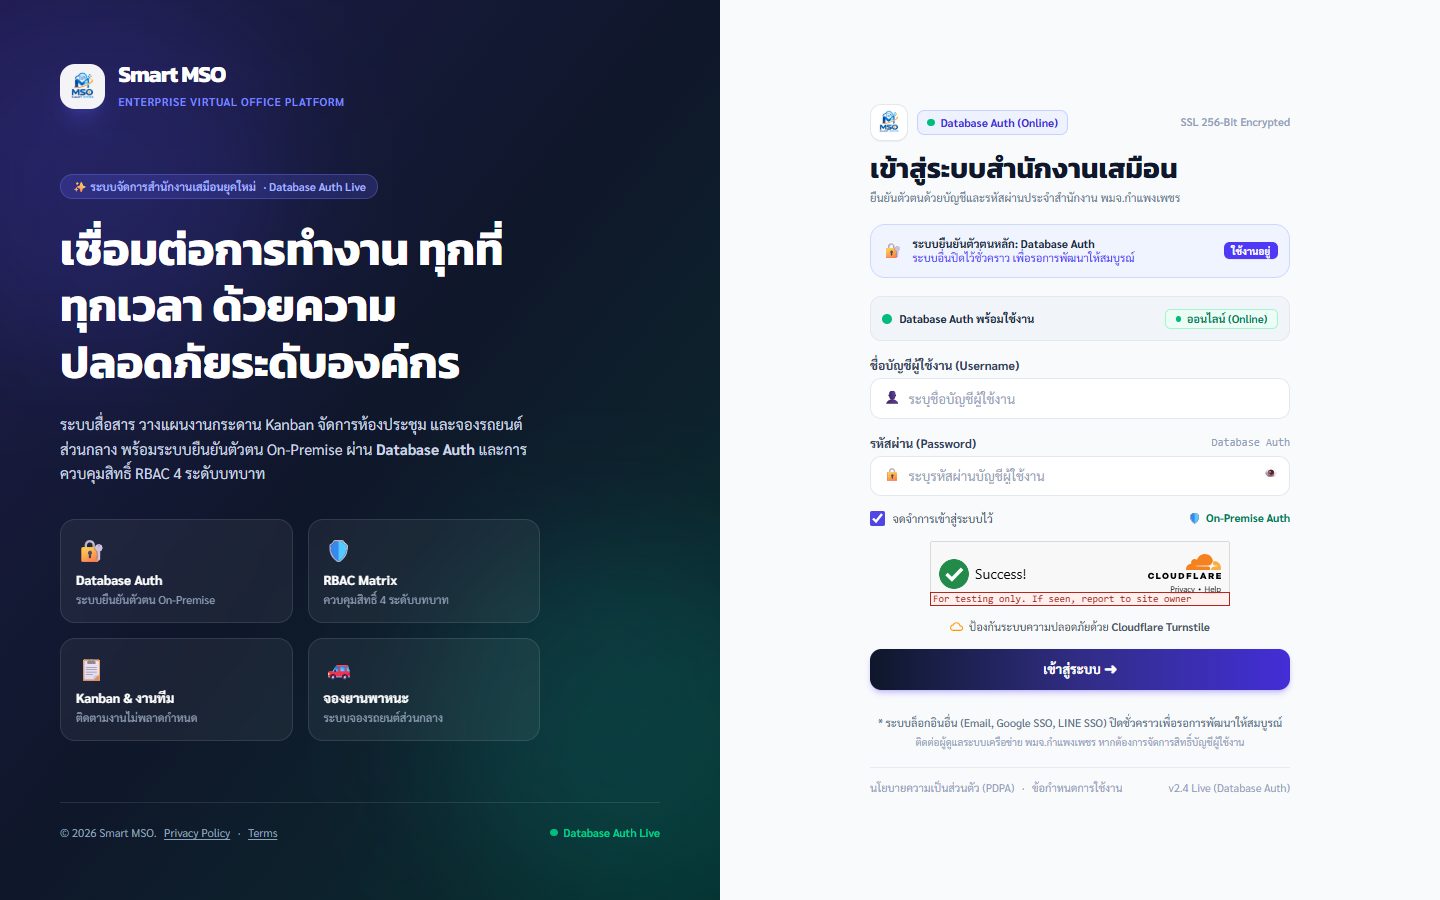 MSO
Smart MSO
ENTERPRISE VIRTUAL OFFICE PLATFORM
✨ ระบบจัดการสำนักงานเสมือนยุคใหม่ · Database Auth Live
เชื่อมต่อการทำงาน ทุกที่
ทุกเวลา ด้วยความ
ปลอดภัยระดับองค์กร
ระบบสื่อสาร วางแผนงานกระดาน Kanban จัดการห้องประชุม และจองรถยนต์
ส่วนกลาง พร้อมระบบยืนยันตัวตน On-Premise ผ่าน Database Auth และการ
ควบคุมสิทธิ์ RBAC 4 ระดับบทบาท
Database Auth
ระบบยืนยันตัวตน On-Premise
RBAC Matrix
ควบคุมสิทธิ์ 4 ระดับบทบาท
Kanban & งานทีม
ติดตามงานไม่พลาดกำหนด
จองยานพาหนะ
ระบบจองรถยนต์ส่วนกลาง
© 2026 Smart MSO. Privacy Policy · Terms
Database Auth Live
MSO
Database Auth (Online)
SSL 256-Bit Encrypted
เข้าสู่ระบบสำนักงานเสมือน
ยืนยันตัวตนด้วยบัญชีและรหัสผ่านประจำสำนักงาน พมจ.กำแพงเพชร
ระบบยืนยันตัวตนหลัก: Database Auth
ระบบอื่นปิดไว้ชั่วคราว เพื่อรอการพัฒนาให้สมบูรณ์
ใช้งานอยู่
Database Auth พร้อมใช้งาน
ออนไลน์ (Online)
ชื่อบัญชีผู้ใช้งาน (Username)
ระบุชื่อบัญชีผู้ใช้งาน
รหัสผ่าน (Password)
Database Auth
ระบุรหัสผ่านบัญชีผู้ใช้งาน
จดจำการเข้าสู่ระบบไว้
On-Premise Auth
Success!
CLOUDFLARE
Privacy • Help
For testing only. If seen, report to site owner
ป้องกันระบบความปลอดภัยด้วย Cloudflare Turnstile
เข้าสู่ระบบ ➜
* ระบบล็อกอินอื่น (Email, Google SSO, LINE SSO) ปิดชั่วคราวเพื่อรอการพัฒนาให้สมบูรณ์
ติดต่อผู้ดูแลระบบเครือข่าย พมจ.กำแพงเพชร หากต้องการจัดการสิทธิ์บัญชีผู้ใช้งาน
นโยบายความเป็นส่วนตัว (PDPA) · ข้อกำหนดการใช้งาน
v2.4 Live (Database Auth)